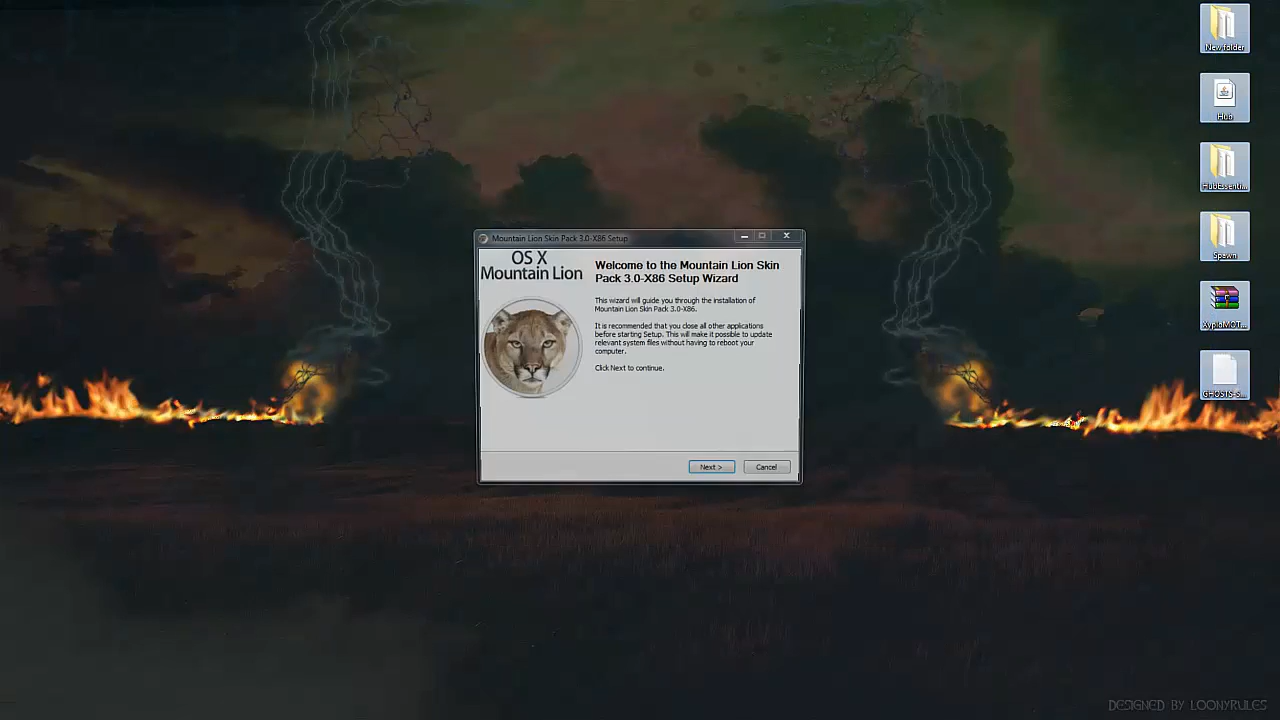 New folder
Hub
HubEssenti...
Spawn
Mountain Lion Skin Pack 3.0-X86 Setup
OS X
Mountain Lion
Welcome to the Mountain Lion Skin
Pack 3.0-X86 Setup Wizard
This wizard will guide you through the installation of
Mountain Lion Skin Pack 3.0-X86.
It is recommended that you close all other applications
before starting Setup. This will make it possible to update
relevant system files without having to reboot your
computer.
Click Next to continue.
Next >
Cancel
GHOSTS-S...
DESIGNED BY LOONYRULES